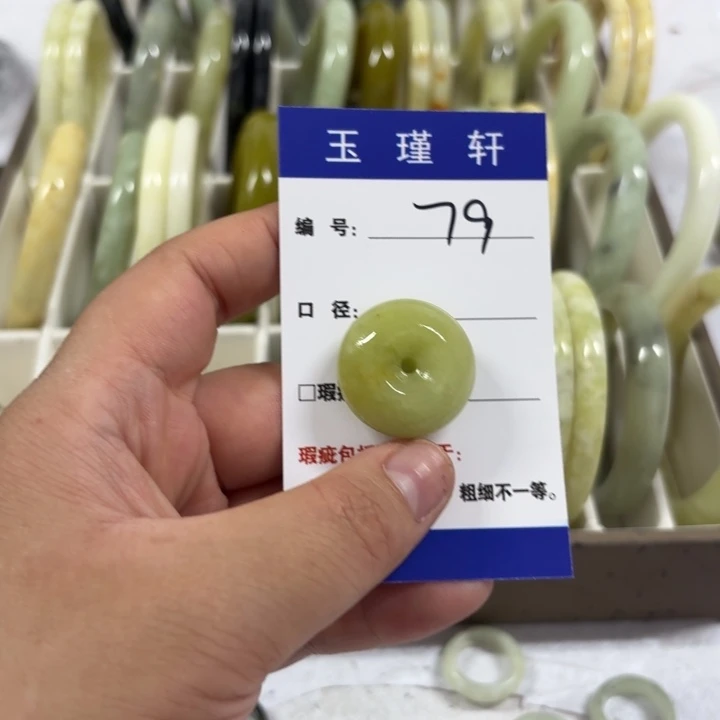 玉瑾轩
编号: 79
口径:
□瑕
瑕疵包 :
粗细不一等。